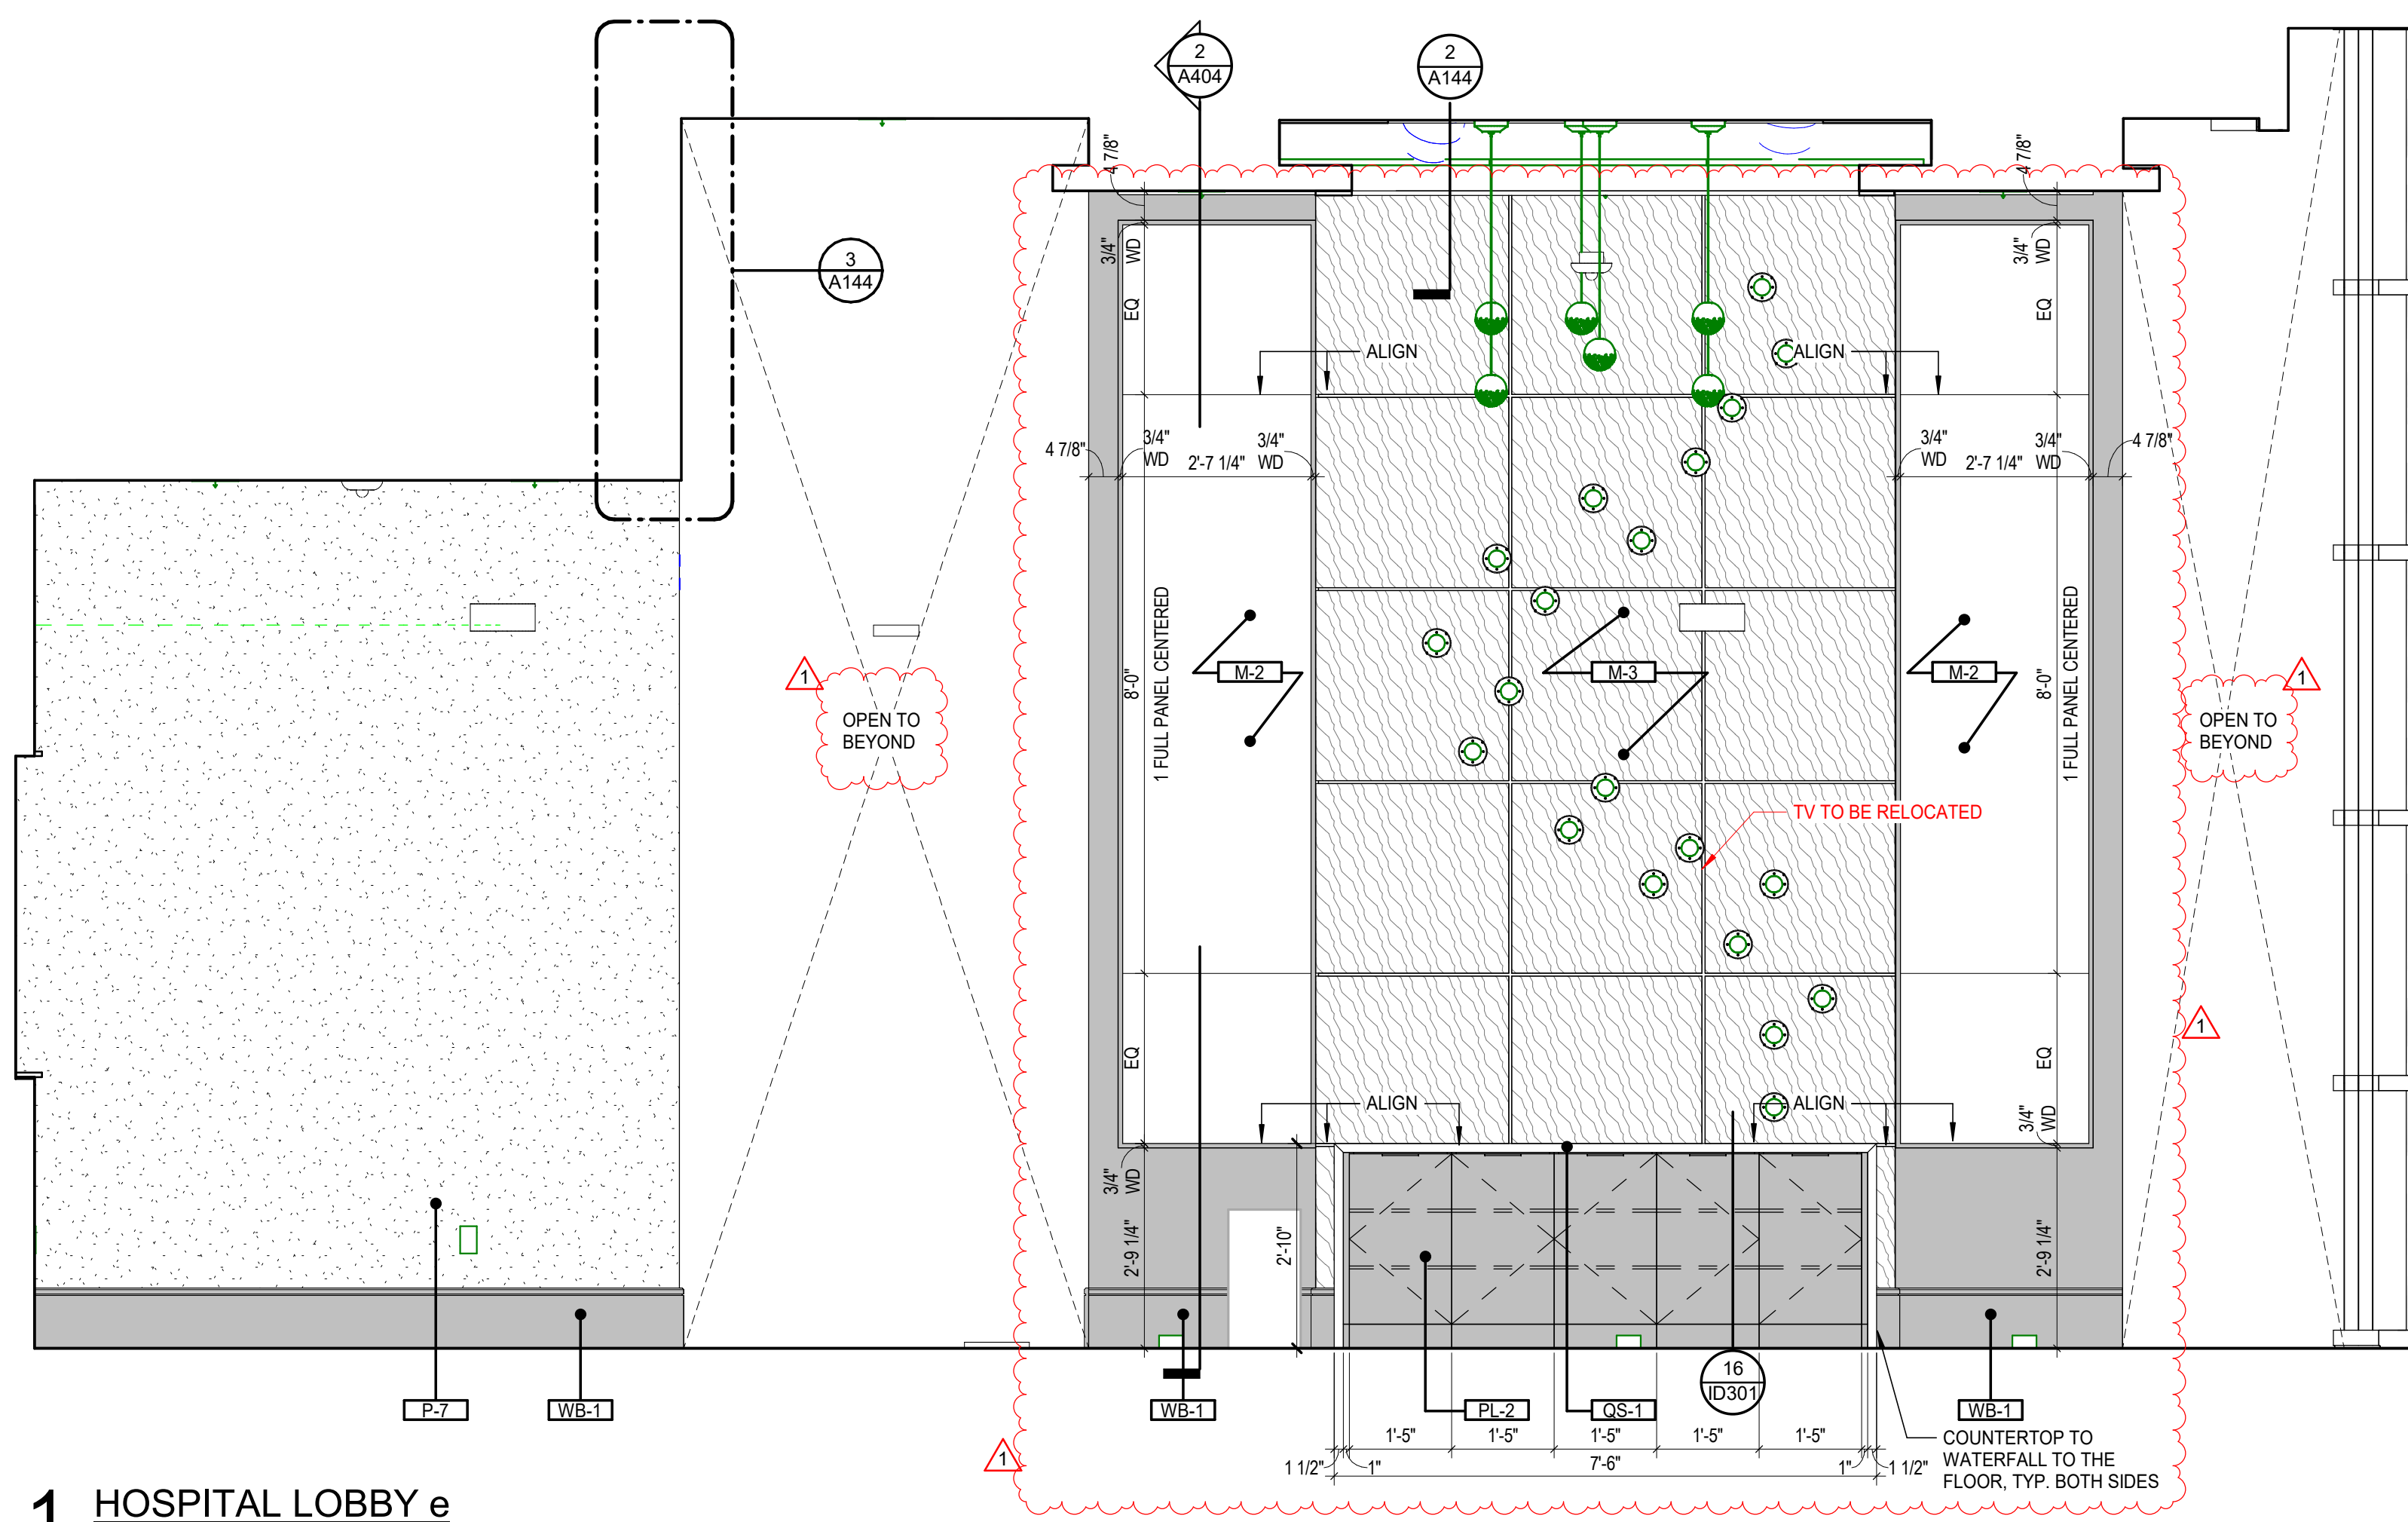 2
A404
2
A144
4 7/8"
4 7/8"
3/4"
WD
3/4"
WD
3
A144
EQ
EQ
ALIGN
ALIGN
4 7/8"
3/4"
WD
2'-7 1/4"
3/4"
WD
3/4"
WD
2'-7 1/4"
3/4"
WD
4 7/8"
8'-0"
1 FULL PANEL CENTERED
8'-0"
1 FULL PANEL CENTERED
M-2
M-3
M-2
1
OPEN TO
BEYOND
1
OPEN TO
BEYOND
TV TO BE RELOCATED
1
EQ
EQ
ALIGN
ALIGN
3/4"
WD
3/4"
WD
2'-9 1/4"
2'-10"
2'-9 1/4"
16
ID301
P-7
WB-1
WB-1
PL-2
QS-1
WB-1
1'-5"
1'-5"
1'-5"
1'-5"
1'-5"
1 1/2"
1"
7'-6"
1"
1 1/2"
COUNTERTOP TO
WATERFALL TO THE
FLOOR, TYP. BOTH SIDES
1
1
HOSPITAL LOBBY e